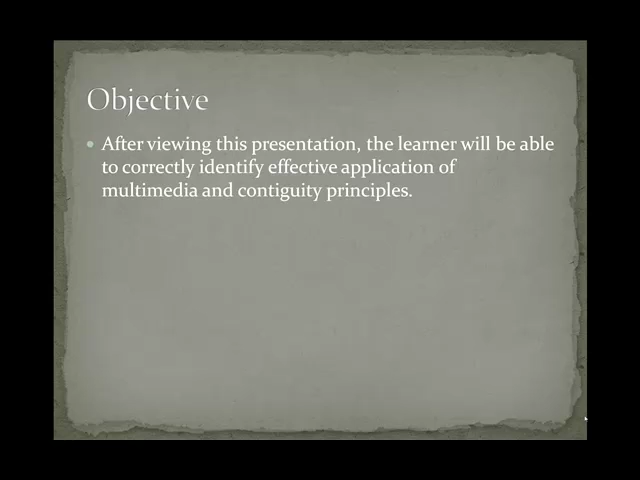 Objective
After viewing this presentation, the learner will be able
to correctly identify effective application of
multimedia and contiguity principles.